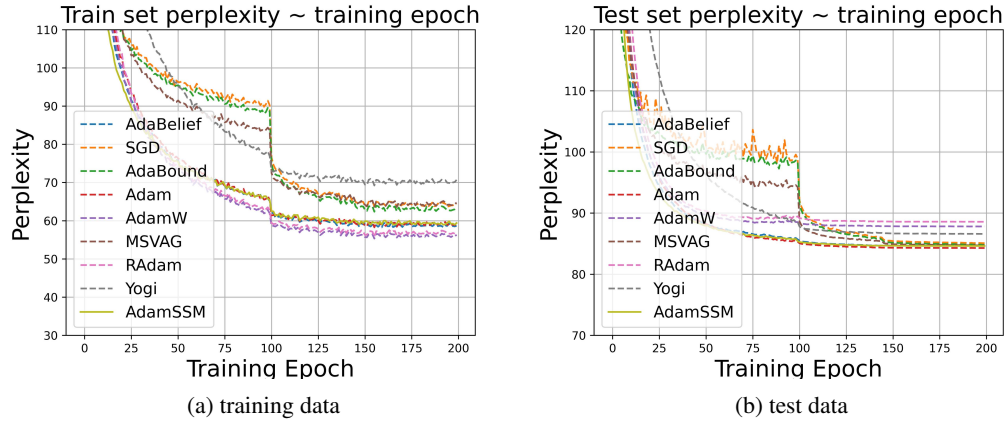 Train set perplexity ~ training epoch
110
100
90
80
70
60
50
40
30
Perplexity
AdaBelief
SGD
AdaBound
Adam
AdamW
MSVAG
RAdam
Yogi
AdamSSM
0 25 50 75 100 125 150 175 200
Training Epoch
(a) training data
Test set perplexity ~ training epoch
120
110
100
90
80
70
Perplexity
AdaBelief
SGD
AdaBound
Adam
AdamW
MSVAG
RAdam
Yogi
AdamSSM
0 25 50 75 100 125 150 175 200
Training Epoch
(b) test data